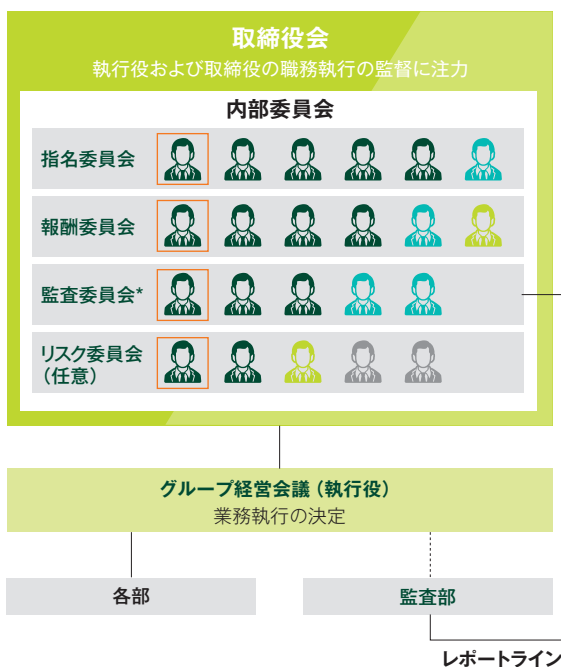 取締役会
執行役および取締役の職務執行の監督に注力
内部委員会
指名委員会
報酬委員会
監査委員会*
リスク委員会
(任意)
グループ経営会議(執行役)
業務執行の決定
各部
監査部
レポートライン